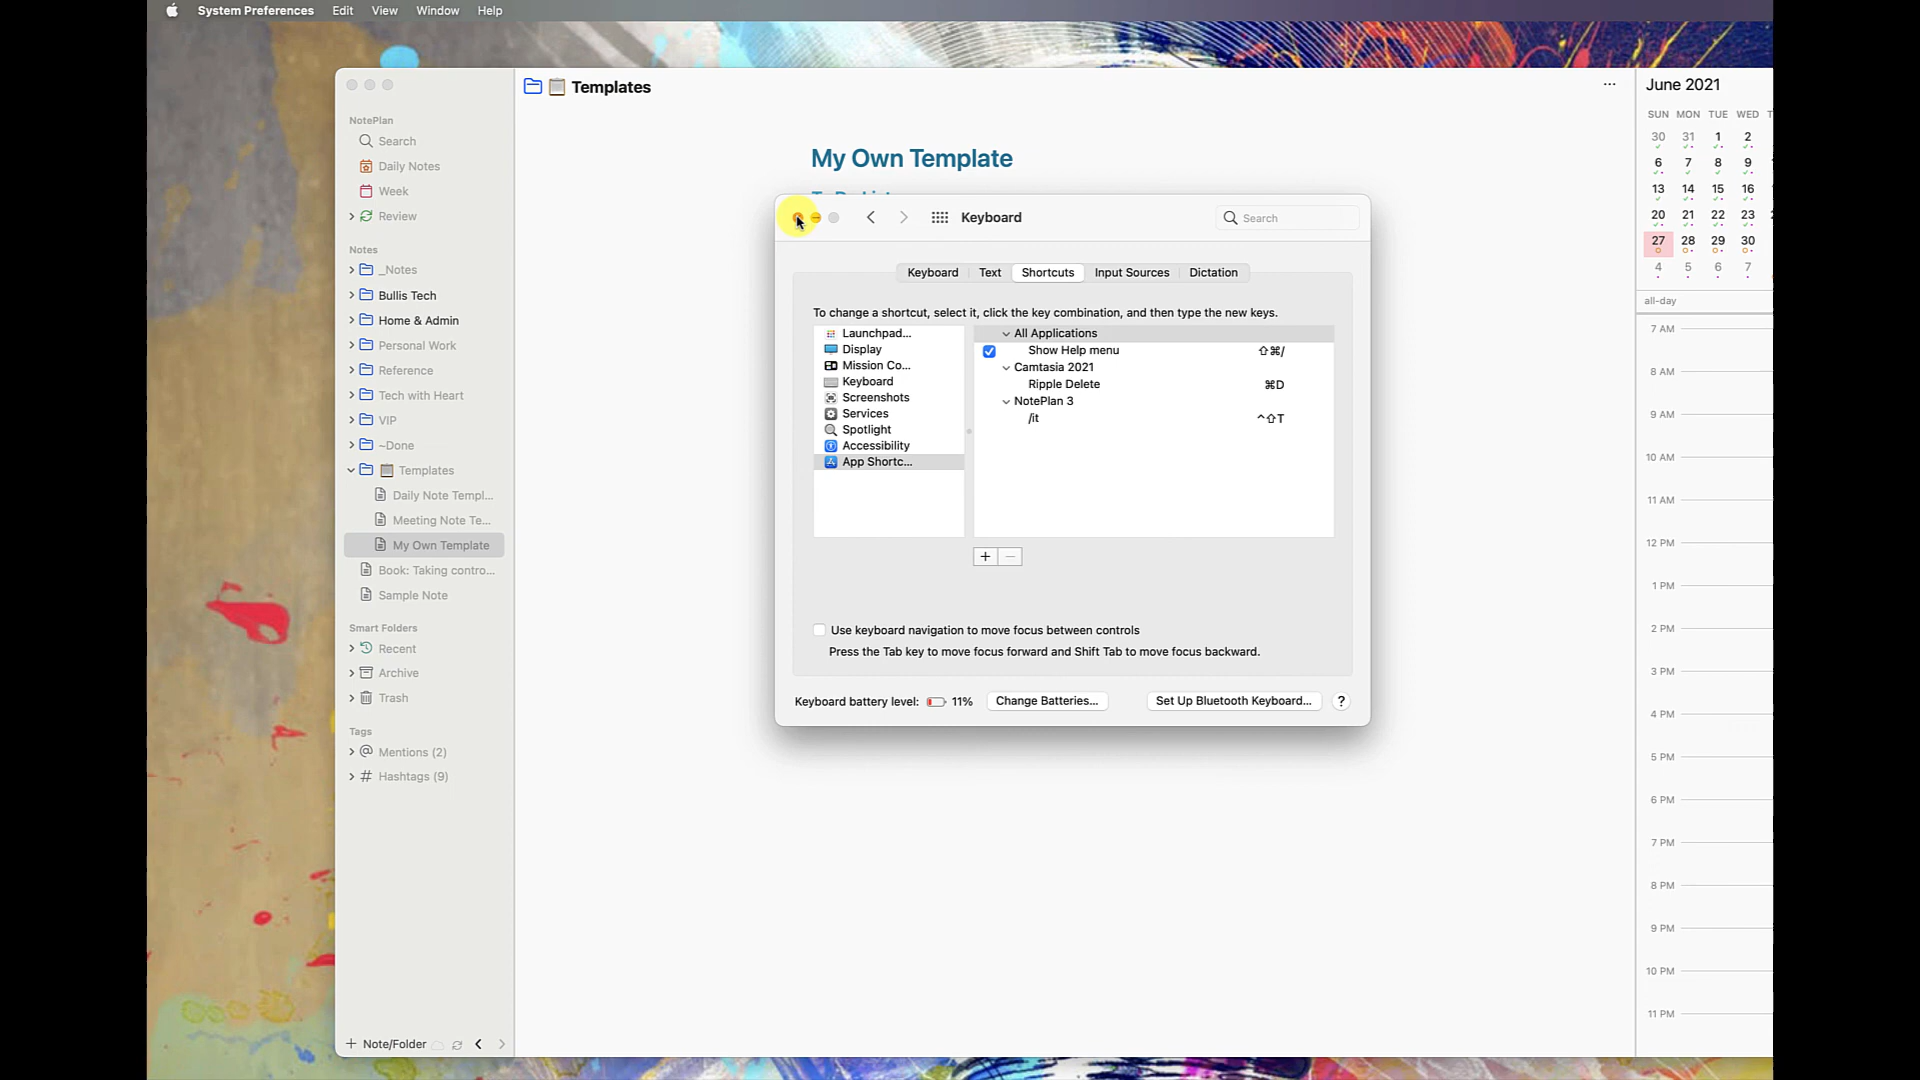 System Preferences Edit View Window Help
Templates
June 2021
NotePlan
Search
Daily Notes
Week
Review
Notes
_Notes
Bullis Tech
Home & Admin
Personal Work
Reference
Tech with Heart
VIP
~Done
Templates
Daily Note Templ...
Meeting Note Te...
My Own Template
Book: Taking contro...
Sample Note
Smart Folders
Recent
Archive
Trash
Tags
@ Mentions (2)
# Hashtags (9)
+ Note/Folder
My Own Template
Keyboard
Search
Keyboard Text Shortcuts Input Sources Dictation
To change a shortcut, select it, click the key combination, and then type the new keys.
Launchpad...
Display
Mission Co...
Keyboard
Screenshots
Services
Spotlight
Accessibility
App Shortc...
All Applications
Show Help menu ⇧⌘/
Camtasia 2021
Ripple Delete ⌘D
NotePlan 3
/it ^⇧T
+ −
Use keyboard navigation to move focus between controls
Press the Tab key to move focus forward and Shift Tab to move focus backward.
Keyboard battery level: 11% Change Batteries... Set Up Bluetooth Keyboard... ?
SUN MON TUE WED T
30 31 1 2
6 7 8 9
13 14 15 16
20 21 22 23
27 28 29 30
4 5 6 7
all-day
7 AM
8 AM
9 AM
10 AM
11 AM
12 PM
1 PM
2 PM
3 PM
4 PM
5 PM
6 PM
7 PM
8 PM
9 PM
10 PM
11 PM